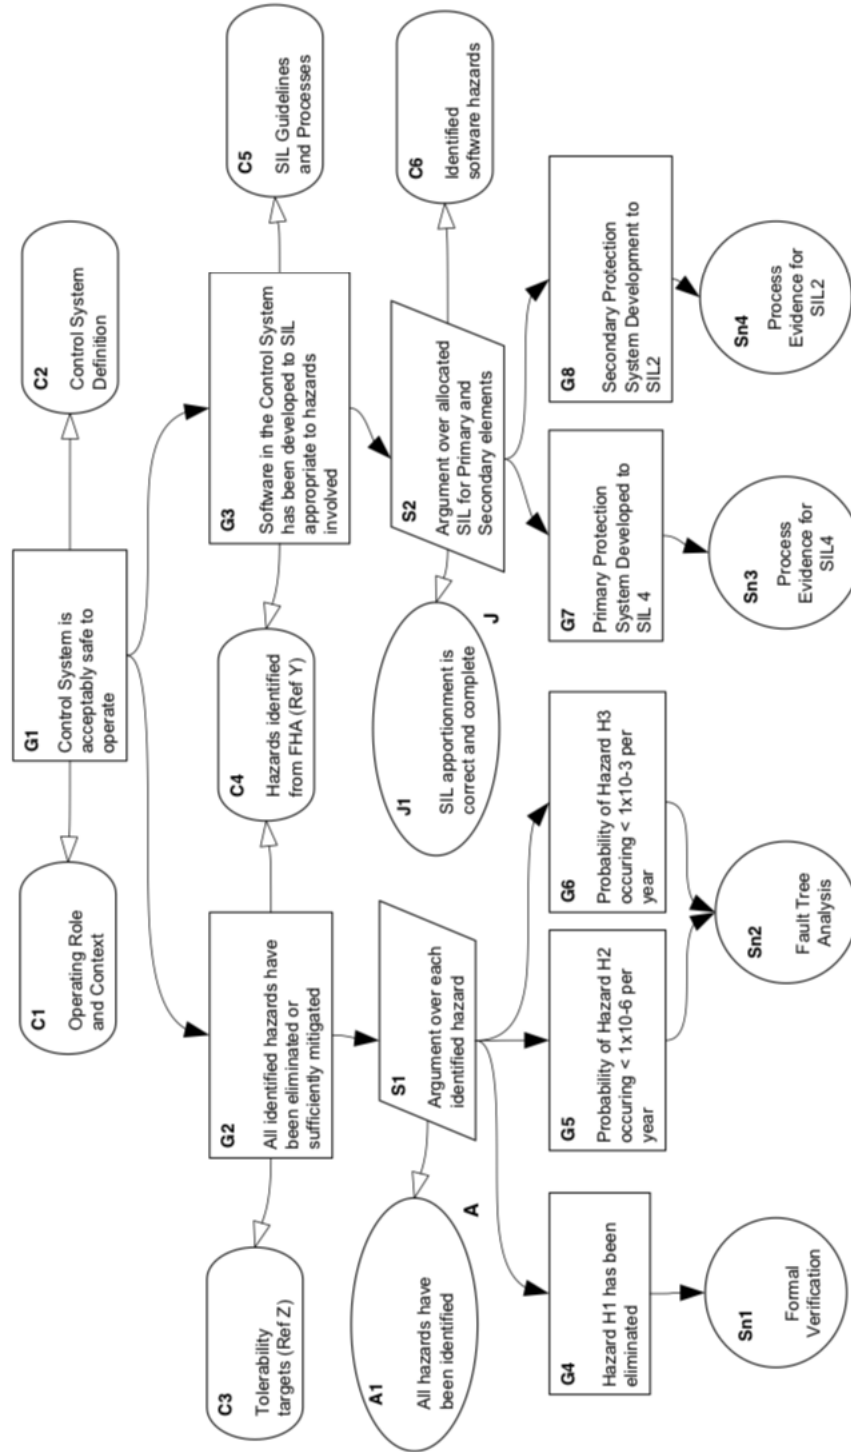 G1
Control System is
acceptably safe to
operate
C1
Operating Role
and Context
C2
Control System
Definition
G2
All identified hazards have
been eliminated or
sufficiently mitigated
C3
Tolerability
targets (Ref Z)
C4
Hazards identified
from FHA (Ref Y)
G3
Software in the Control System
has been developed to SIL
appropriate to hazards
involved
C5
SIL Guidelines
and Processes
A1
All hazards have
been identified
A
S1
Argument over each
identified hazard
J1
SIL apportionment is
correct and complete
J
S2
Argument over allocated
SIL for Primary and
Secondary elements
C6
Identified
software hazards
G4
Hazard H1 has been
eliminated
G5
Probability of Hazard H2
occuring < 1x10-6 per
year
G6
Probability of Hazard H3
occuring < 1x10-3 per
year
G7
Primary Protection
System Developed to
SIL 4
G8
Secondary Protection
System Development to
SIL2
Sn1
Formal
Verification
Sn2
Fault Tree
Analysis
Sn3
Process
Evidence for
SIL4
Sn4
Process
Evidence for
SIL2